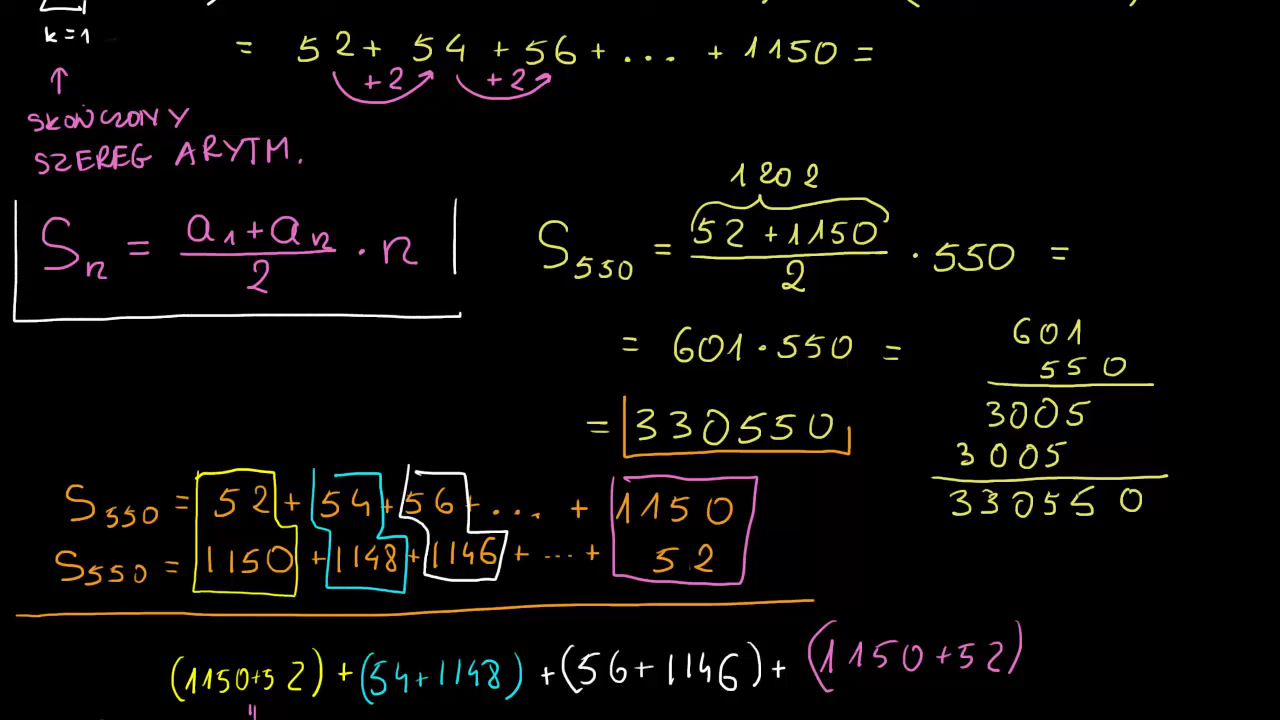 k=1
= 52+ 54 + 56 + ... + 1150 =
+2 +2
SKOŃCZONY
SZEREG ARYTM.
1202
Sn = a1+an / 2 · n
S550 = 52+1150 / 2 · 550 =
= 601·550 =
601
550
3005
3005
330550
= 330550
S550 = 52 + 54 + 56 + ... + 1150
S550 = 1150 + 1148 + 1146 + ... + 52
(1150+52) + (54+1148) + (56+1146) + (1150+52)